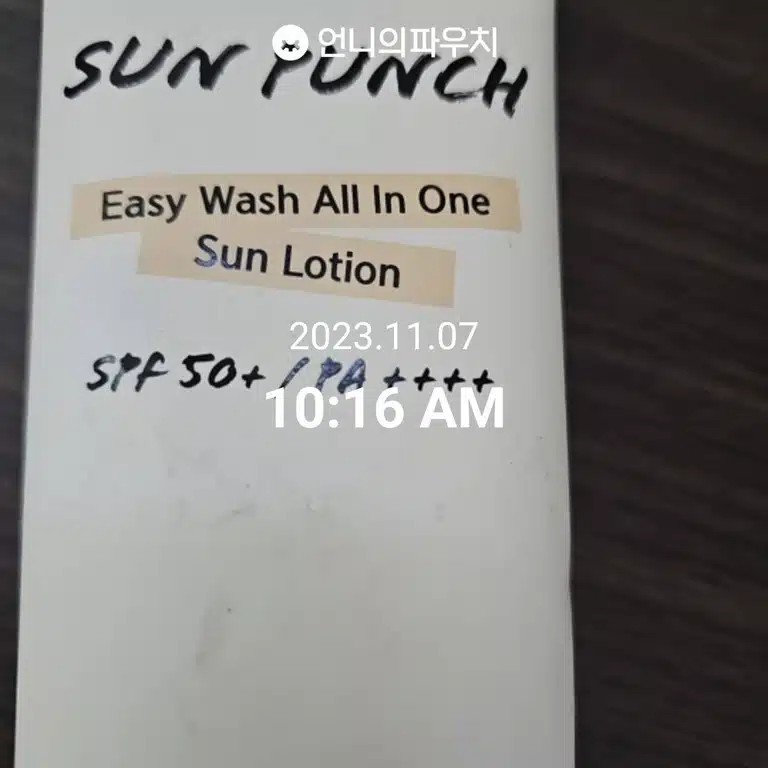 언니의파우치
SUN PUNCH
Easy Wash All In One
Sun Lotion
2023.11.07
SPF 50+ / PA ++++
10:16 AM